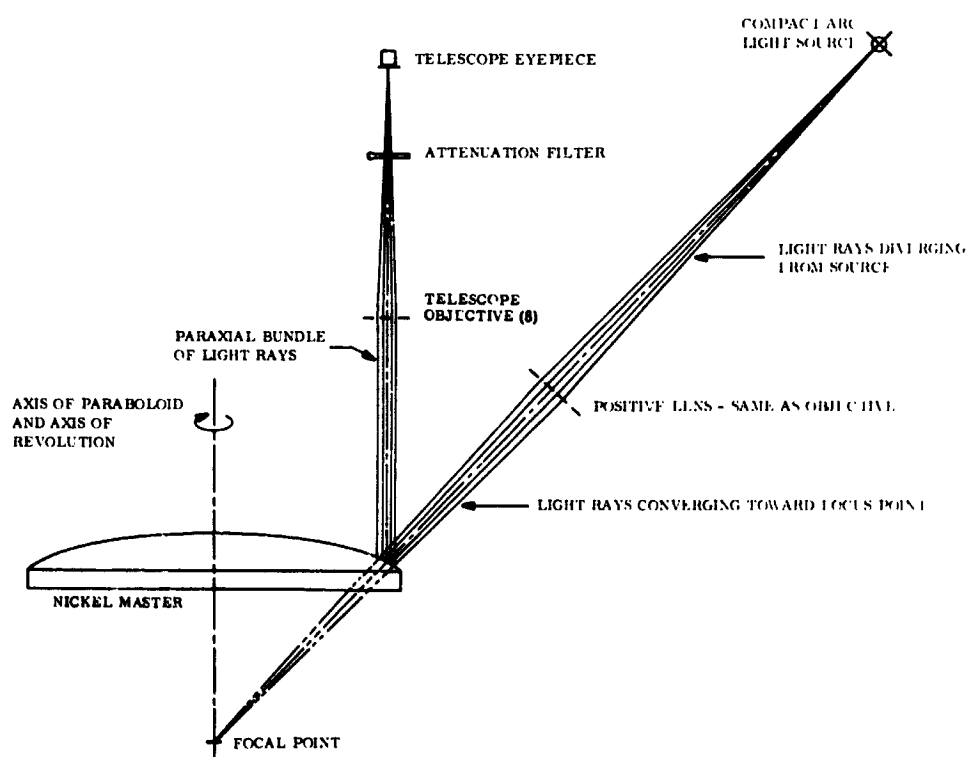 COMPACT ARC
LIGHT SOURCE
TELESCOPE EYEPIECE
ATTENUATION FILTER
LIGHT RAYS DIVERGING
FROM SOURCE
TELESCOPE
OBJECTIVE (8)
PARAXIAL BUNDLE
OF LIGHT RAYS
AXIS OF PARABOLOID
AND AXIS OF
REVOLUTION
POSITIVE LENS - SAME AS OBJECTIVE
LIGHT RAYS CONVERGING TOWARD FOCUS POINT
NICKEL MASTER
FOCAL POINT